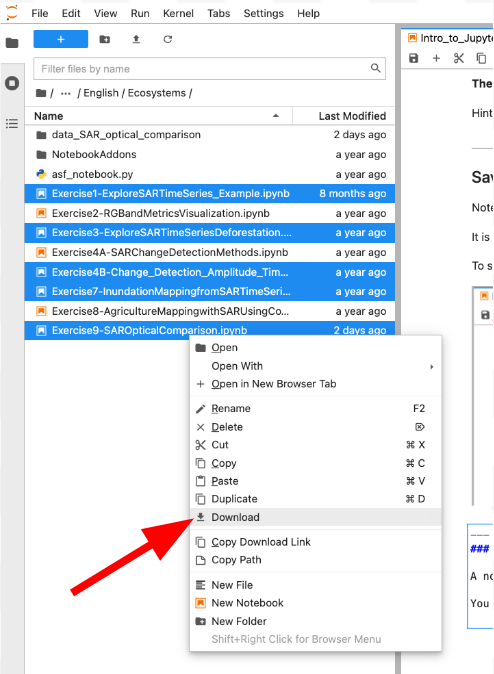 File Edit View Run Kernel Tabs Settings Help
Intro_to_Jupyte
+
Filter files by name
/ ... / English / Ecosystems /
Name Last Modified
data_SAR_optical_comparison 2 days ago
NotebookAddons a year ago
asf_notebook.py a year ago
Exercise1-ExploreSARTimeSeries_Example.ipynb 8 months ago
Exercise2-RGBandMetricsVisualization.ipynb a year ago
Exercise3-ExploreSARTimeSeriesDeforestation.... a year ago
Exercise4A-SARChangeDetectionMethods.ipynb a year ago
Exercise4B-Change_Detection_Amplitude_Tim... a year ago
Exercise7-InundationMappingfromSARTimeSeri... a year ago
Exercise8-AgricultureMappingwithSARUsingCo... a year ago
Exercise9-SAROpticalComparison.ipynb 2 days ago
Open
Open With
Open in New Browser Tab
Rename F2
Delete ⌦
Cut ⌘ X
Copy ⌘ C
Paste ⌘ V
Duplicate ⌘ D
Download
Copy Download Link
Copy Path
New File
New Notebook
New Folder
Shift+Right Click for Browser Menu
The
Hint
Sav
Note
It is
To s
___
###
A no
You